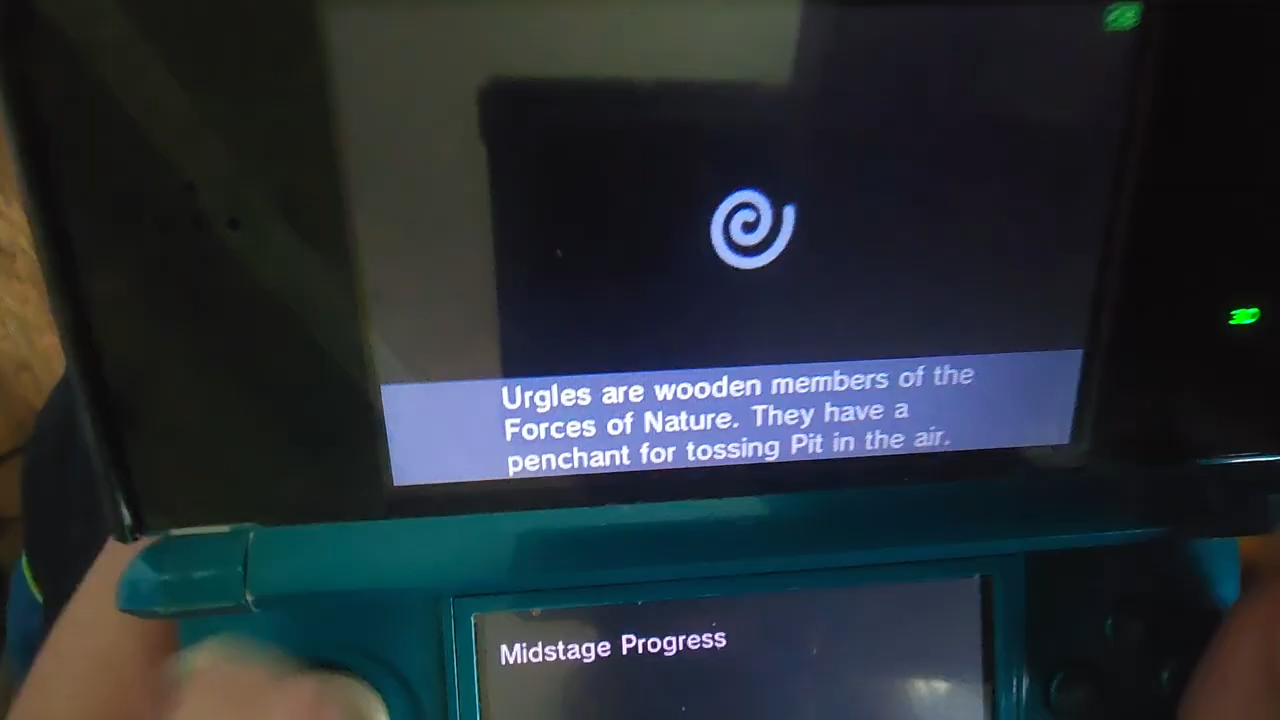 Urgles are wooden members of the
Forces of Nature. They have a
penchant for tossing Pit in the air.
3D
Midstage Progress